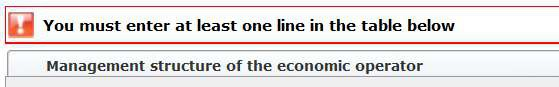 You must enter at least one line in the table below
Management structure of the economic operator